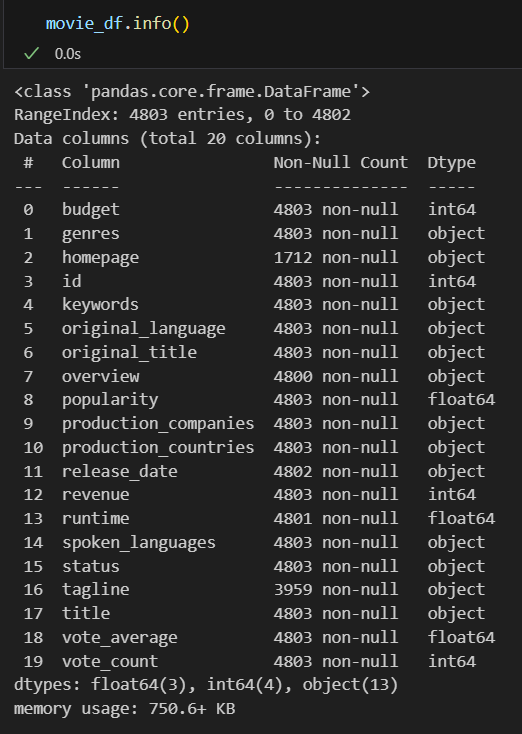 movie_df.info()
✓ 0.0s
<class 'pandas.core.frame.DataFrame'>
RangeIndex: 4803 entries, 0 to 4802
Data columns (total 20 columns):
 #   Column                Non-Null Count  Dtype
---  ------                --------------  -----
 0   budget                4803 non-null   int64
 1   genres                4803 non-null   object
 2   homepage              1712 non-null   object
 3   id                    4803 non-null   int64
 4   keywords              4803 non-null   object
 5   original_language     4803 non-null   object
 6   original_title        4803 non-null   object
 7   overview              4800 non-null   object
 8   popularity            4803 non-null   float64
 9   production_companies  4803 non-null   object
 10  production_countries  4803 non-null   object
 11  release_date          4802 non-null   object
 12  revenue               4803 non-null   int64
 13  runtime               4801 non-null   float64
 14  spoken_languages      4803 non-null   object
 15  status                4803 non-null   object
 16  tagline               3959 non-null   object
 17  title                 4803 non-null   object
 18  vote_average          4803 non-null   float64
 19  vote_count            4803 non-null   int64
dtypes: float64(3), int64(4), object(13)
memory usage: 750.6+ KB